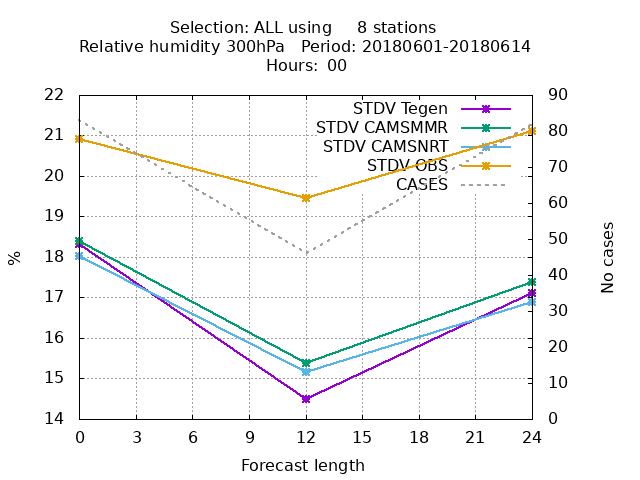 Selection: ALL using     8 stations
Relative humidity 300hPa   Period: 20180601-20180614
Hours: 00
STDV Tegen
STDV CAMSMMR
STDV CAMSNRT
STDV OBS
CASES
%
22
21
20
19
18
17
16
15
14
No cases
90
80
70
60
50
40
30
20
10
0
0 3 6 9 12 15 18 21 24
Forecast length